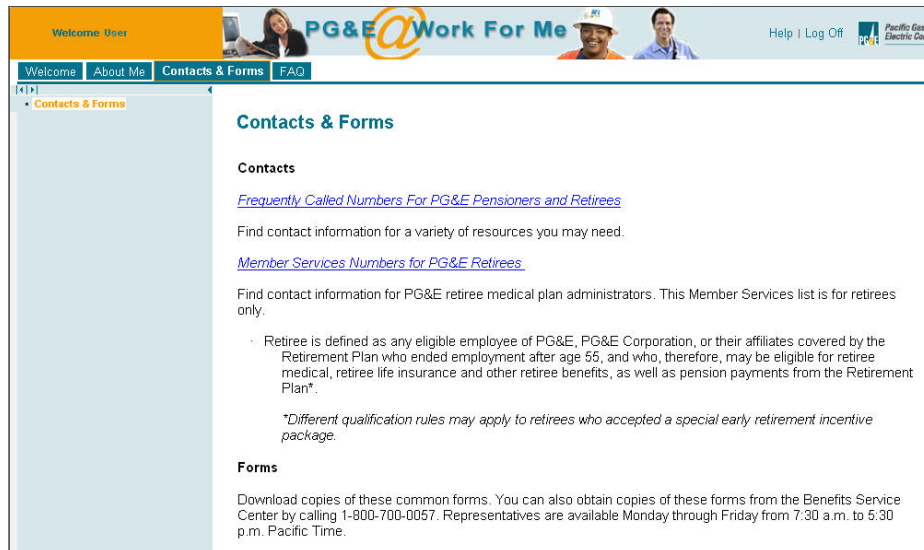 Welcome User
PG&E@Work For Me
Help | Log Off
Pacific Gas
Electric Co
PG&E
Welcome
About Me
Contacts & Forms
FAQ
• Contacts & Forms
Contacts & Forms
Contacts
Frequently Called Numbers For PG&E Pensioners and Retirees
Find contact information for a variety of resources you may need.
Member Services Numbers for PG&E Retirees
Find contact information for PG&E retiree medical plan administrators. This Member Services list is for retirees
only.
· Retiree is defined as any eligible employee of PG&E, PG&E Corporation, or their affiliates covered by the
Retirement Plan who ended employment after age 55, and who, therefore, may be eligible for retiree
medical, retiree life insurance and other retiree benefits, as well as pension payments from the Retirement
Plan*.
*Different qualification rules may apply to retirees who accepted a special early retirement incentive
package.
Forms
Download copies of these common forms. You can also obtain copies of these forms from the Benefits Service
Center by calling 1-800-700-0057. Representatives are available Monday through Friday from 7:30 a.m. to 5:30
p.m. Pacific Time.